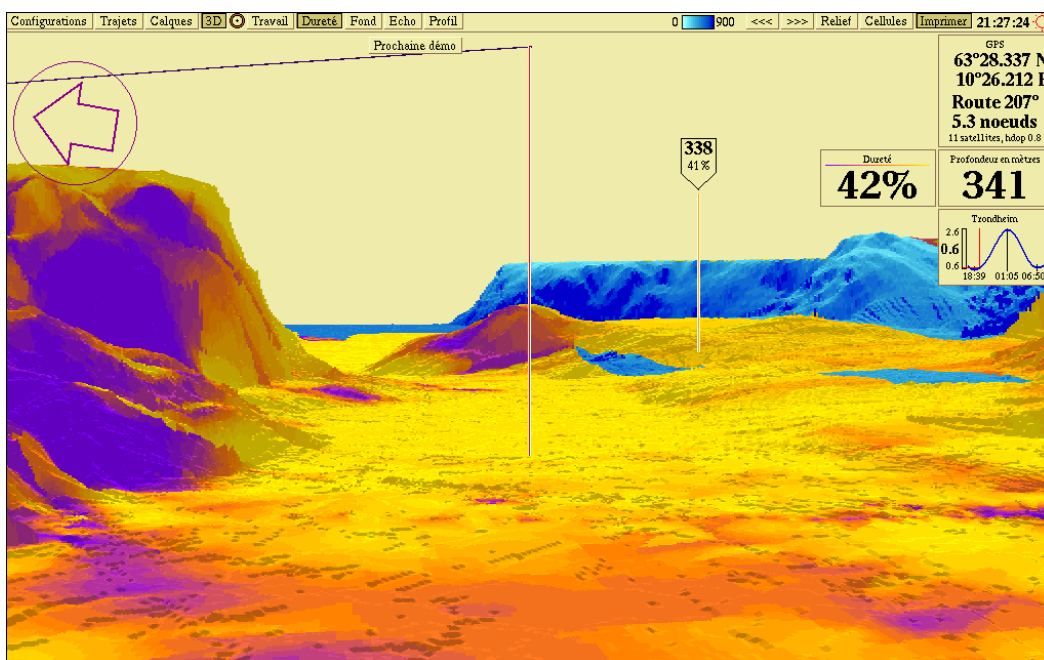 Configurations Trajets Calques 3D Travail Dureté Fond Echo Profil 0 900 <<< >>> Relief Cellules Imprimer 21:27:24
Prochaine démo
GPS
63°28.337 N
10°26.212 E
Route 207°
5.3 noeuds
11 satellites, hdop 0.8
338
41%
Dureté
42%
Profondeur en mètres
341
Trondheim
2.6
0.6
0.6
18:39 01:05 06:50